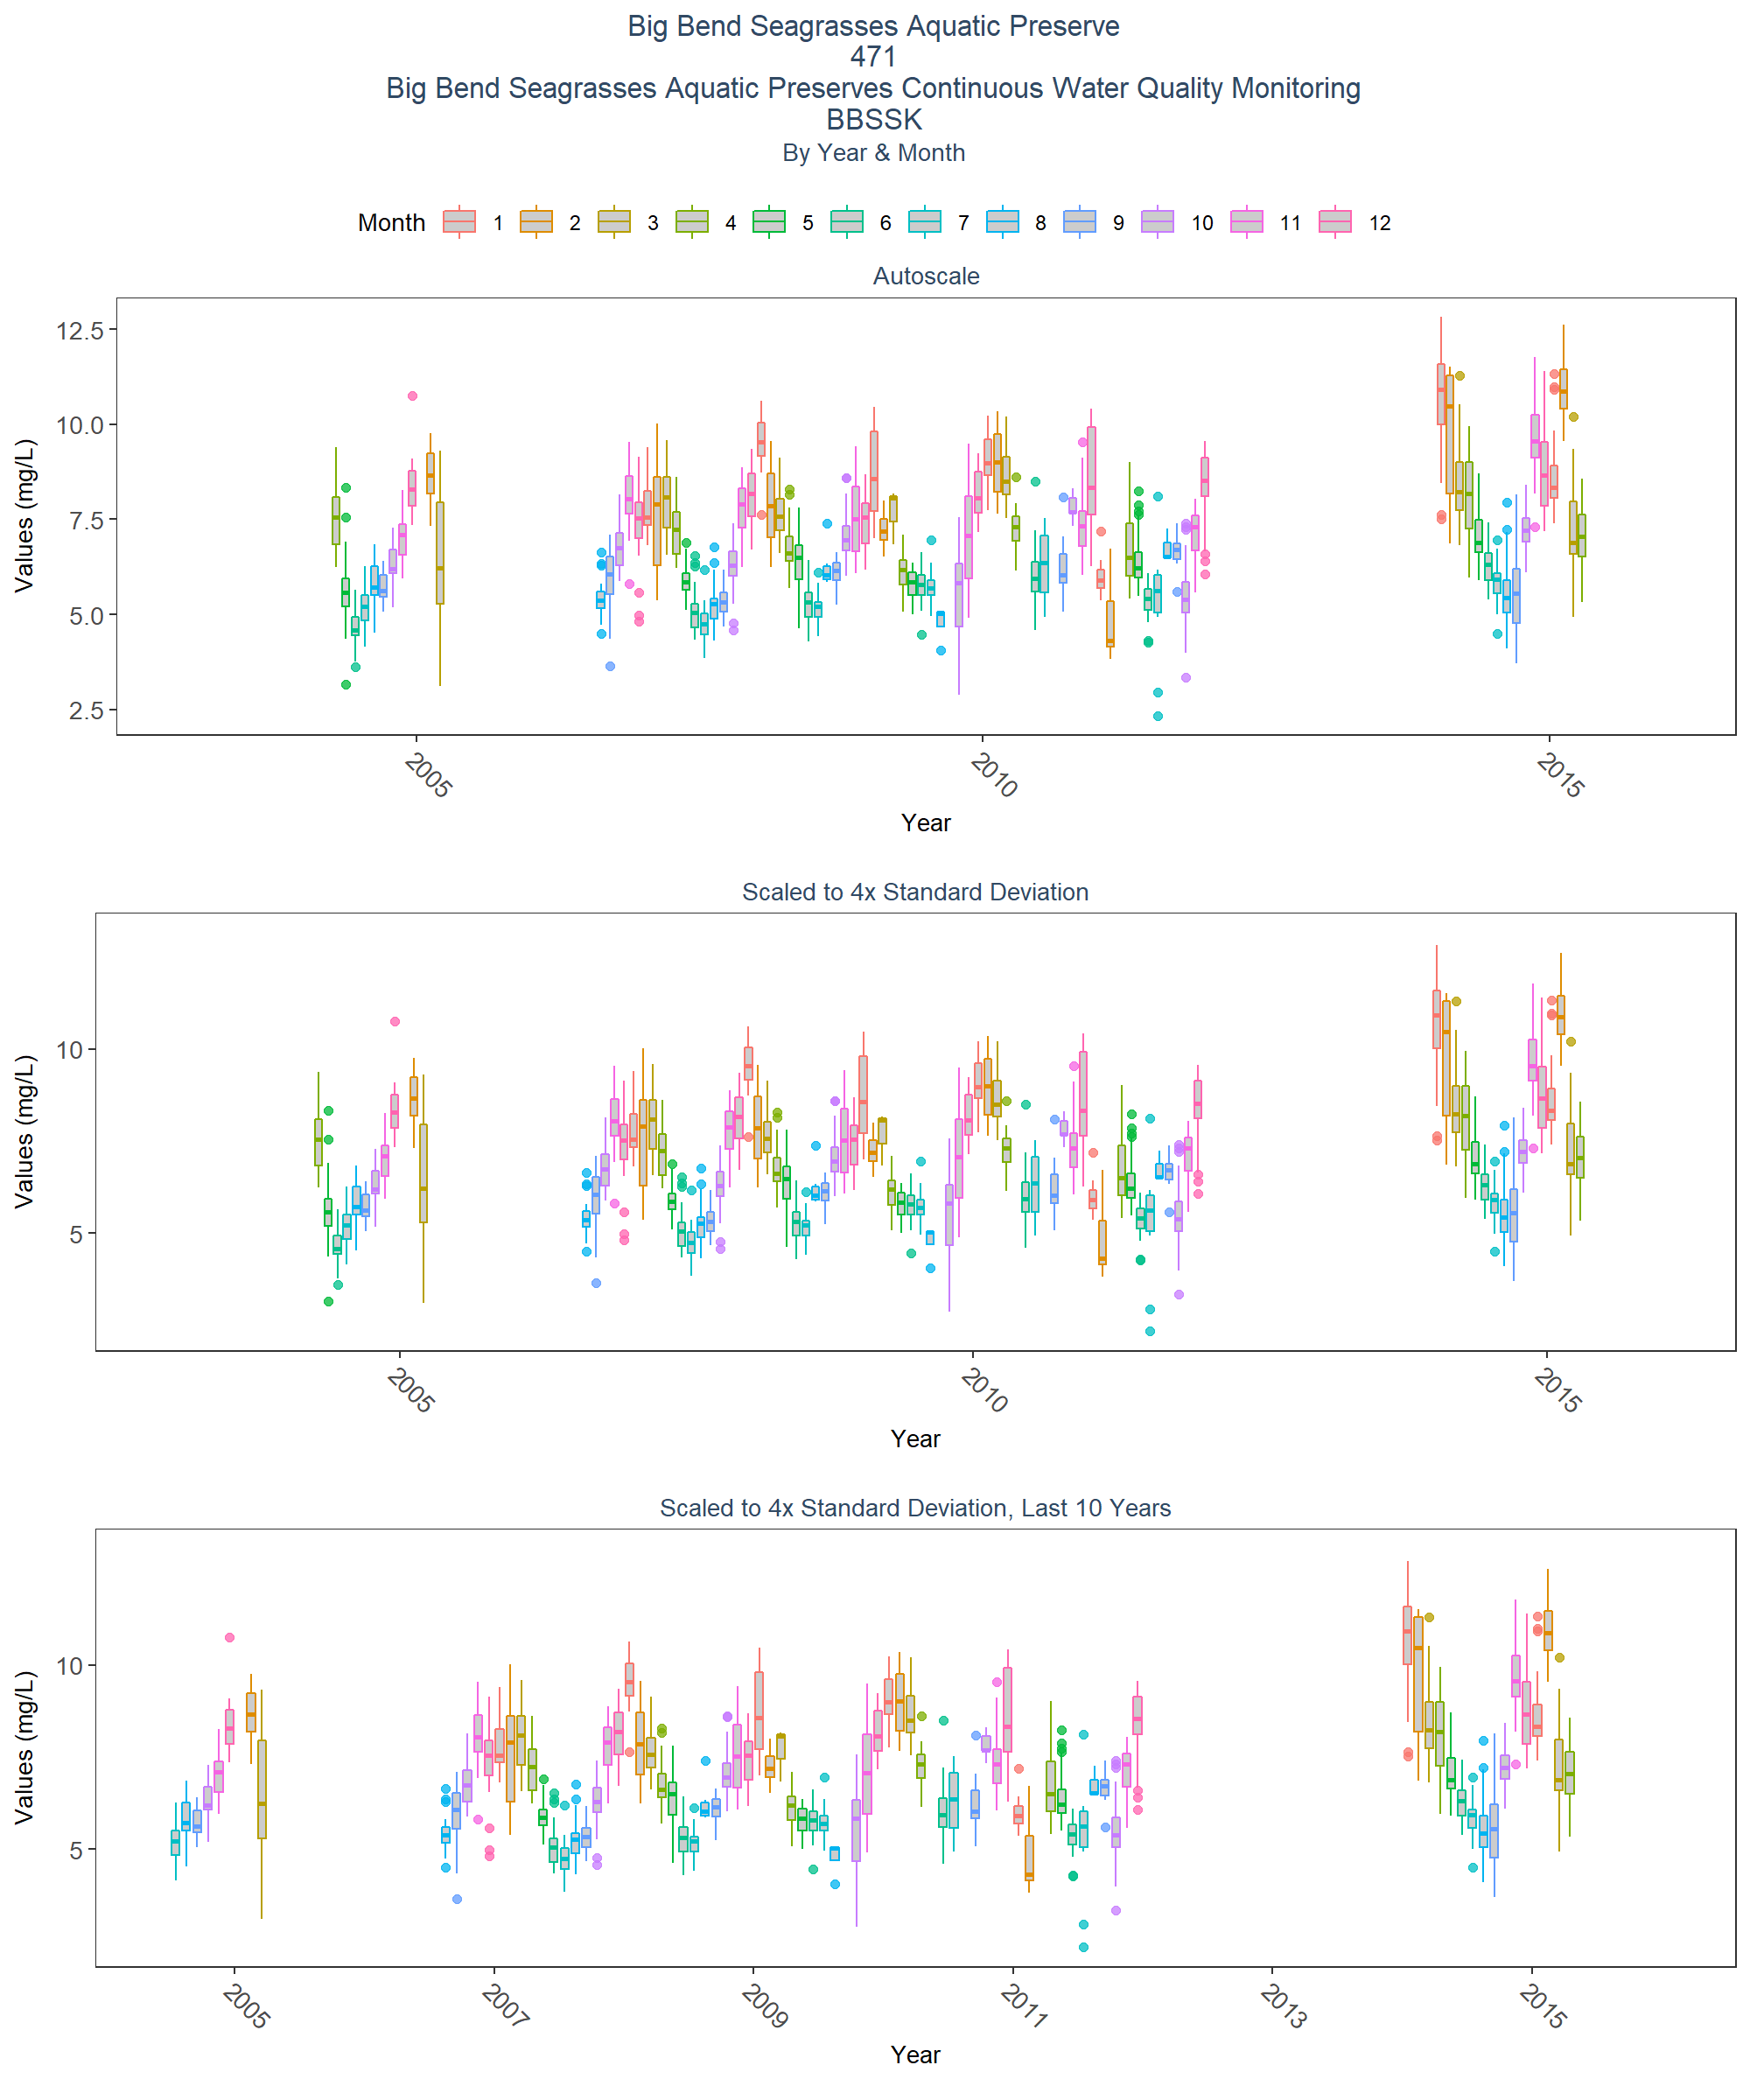 Big Bend Seagrasses Aquatic Preserve
471
Big Bend Seagrasses Aquatic Preserves Continuous Water Quality Monitoring
BBSSK
By Year & Month
Month 1 2 3 4 5 6 7 8 9 10 11 12
Autoscale
Values (mg/L)
12.5
10.0
7.5
5.0
2.5
2005 2010 2015
Year
Scaled to 4x Standard Deviation
Values (mg/L)
10
5
2005 2010 2015
Year
Scaled to 4x Standard Deviation, Last 10 Years
Values (mg/L)
10
5
2005 2007 2009 2011 2013 2015
Year